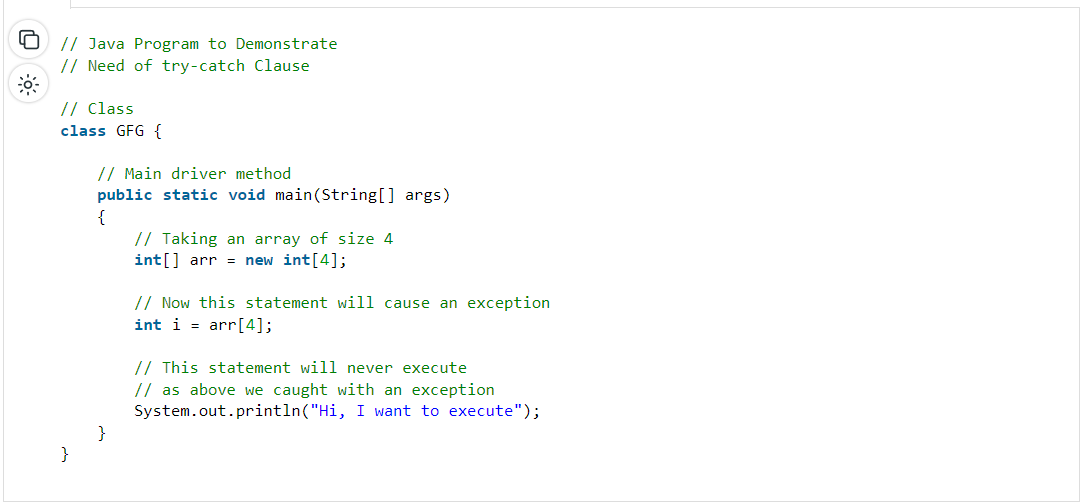 // Java Program to Demonstrate
// Need of try-catch Clause
// Class
class GFG {
// Main driver method
public static void main(String[] args)
{
// Taking an array of size 4
int[] arr = new int[4];
// Now this statement will cause an exception
int i = arr[4];
// This statement will never execute
// as above we caught with an exception
System.out.println("Hi, I want to execute");
}
}